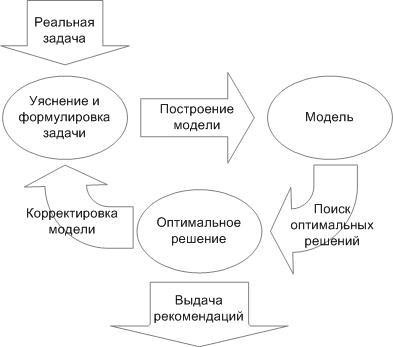 Реальная
задача
Уяснение и
формулировка
задачи
Построение
модели
Модель
Поиск
оптимальных
решений
Оптимальное
решение
Корректировка
модели
Выдача
рекомендаций